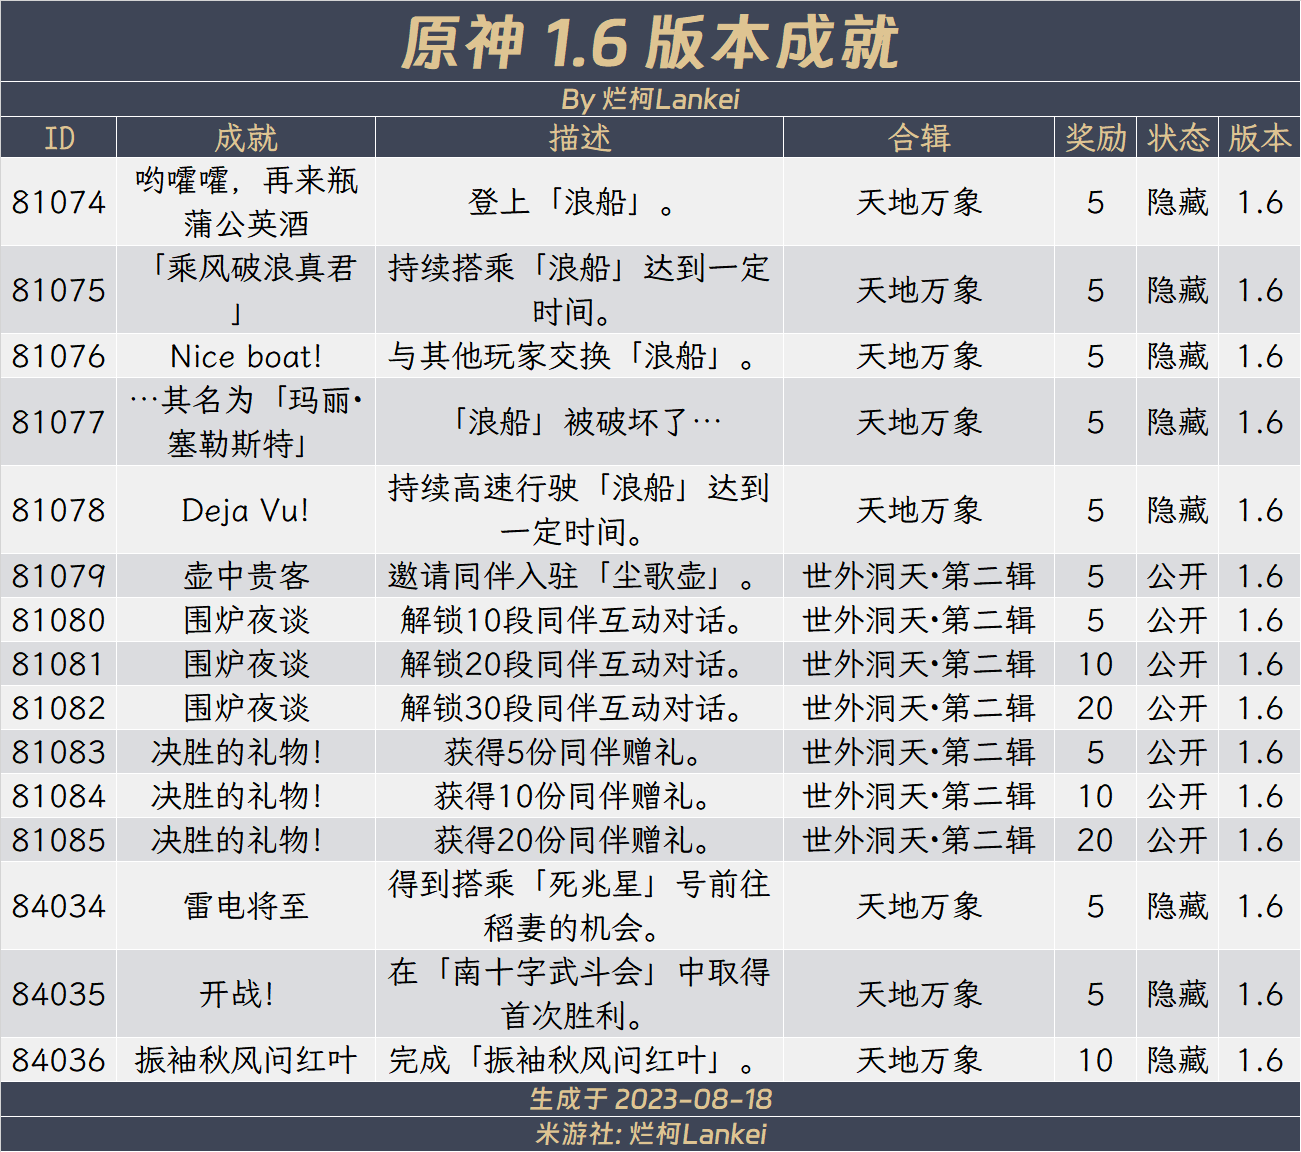 原神 1.6 版本成就
By 烂柯Lankei
ID 成就 描述 合辑 奖励 状态 版本
81074 哟嚯嚯，再来瓶蒲公英酒 登上「浪船」。 天地万象 5 隐藏 1.6
81075 「乘风破浪真君」 持续搭乘「浪船」达到一定时间。 天地万象 5 隐藏 1.6
81076 Nice boat! 与其他玩家交换「浪船」。 天地万象 5 隐藏 1.6
81077 …其名为「玛丽·塞勒斯特」 「浪船」被破坏了… 天地万象 5 隐藏 1.6
81078 Deja Vu! 持续高速行驶「浪船」达到一定时间。 天地万象 5 隐藏 1.6
81079 壶中贵客 邀请同伴入驻「尘歌壶」。 世外洞天·第二辑 5 公开 1.6
81080 围炉夜谈 解锁10段同伴互动对话。 世外洞天·第二辑 5 公开 1.6
81081 围炉夜谈 解锁20段同伴互动对话。 世外洞天·第二辑 10 公开 1.6
81082 围炉夜谈 解锁30段同伴互动对话。 世外洞天·第二辑 20 公开 1.6
81083 决胜的礼物！ 获得5份同伴赠礼。 世外洞天·第二辑 5 公开 1.6
81084 决胜的礼物！ 获得10份同伴赠礼。 世外洞天·第二辑 10 公开 1.6
81085 决胜的礼物！ 获得20份同伴赠礼。 世外洞天·第二辑 20 公开 1.6
84034 雷电将至 得到搭乘「死兆星」号前往稻妻的机会。 天地万象 5 隐藏 1.6
84035 开战！ 在「南十字武斗会」中取得首次胜利。 天地万象 5 隐藏 1.6
84036 振袖秋风问红叶 完成「振袖秋风问红叶」。 天地万象 10 隐藏 1.6
生成于 2023-08-18
米游社: 烂柯Lankei